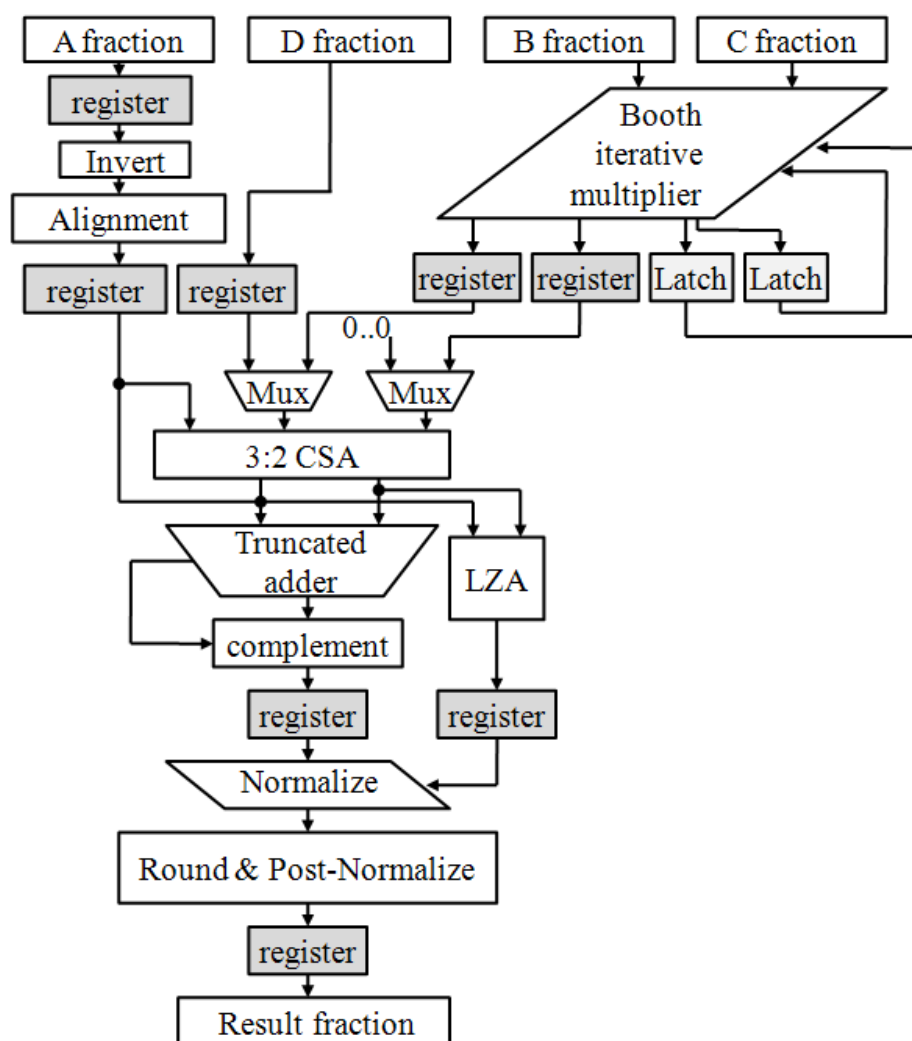 A fraction
D fraction
B fraction
C fraction
register
Booth
iterative
multiplier
Invert
Alignment
register
register
register
register
Latch
Latch
0..0
Mux
Mux
3:2 CSA
Truncated
adder
LZA
complement
register
register
Normalize
Round & Post-Normalize
register
Result fraction